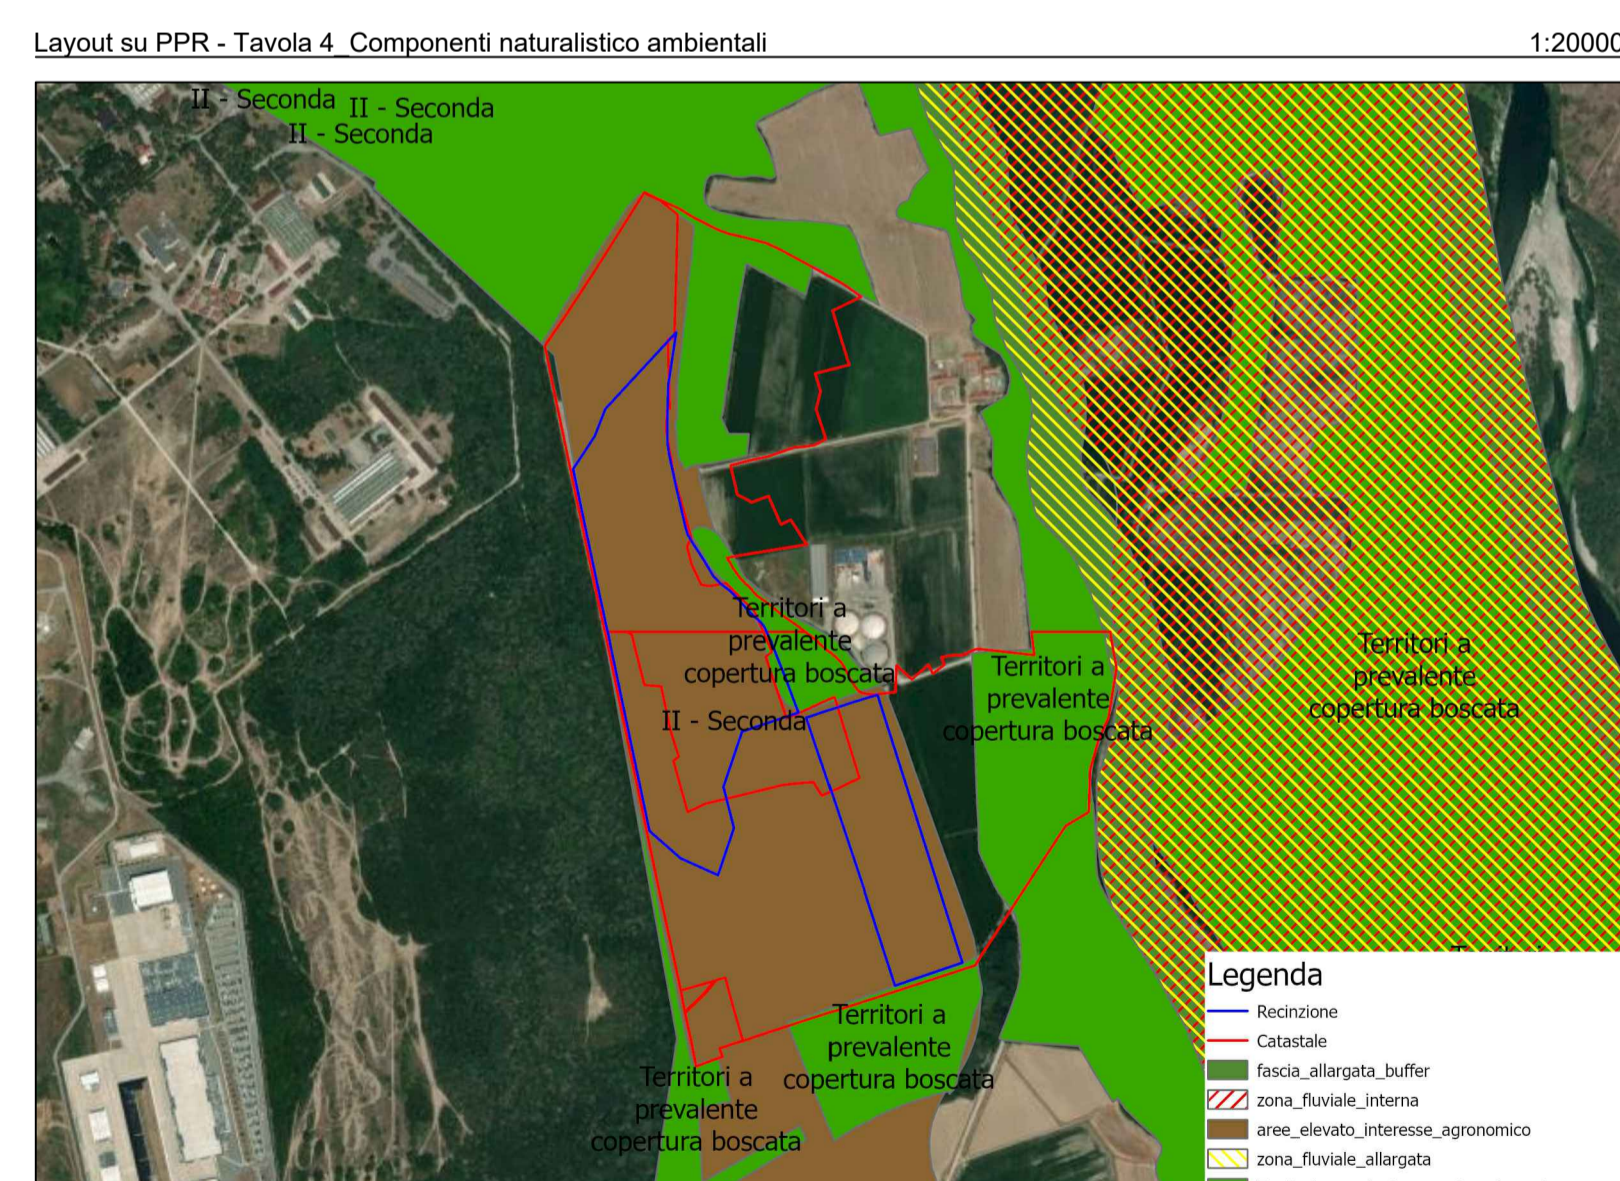 Layout su PPR - Tavola 4_Componenti naturalistico ambientali
1:20000
II - Seconda
II - Seconda
II - Seconda
Territori a
prevalente
copertura boscata
II - Seconda
Territori a
prevalente
copertura boscata
Territori a
prevalente
copertura boscata
Territori a
prevalente
copertura boscata
Territori a
prevalente
copertura boscata
Legenda
Recinzione
Catastale
fascia_allargata_buffer
zona_fluviale_interna
aree_elevato_interesse_agronomico
zona_fluviale_allargata